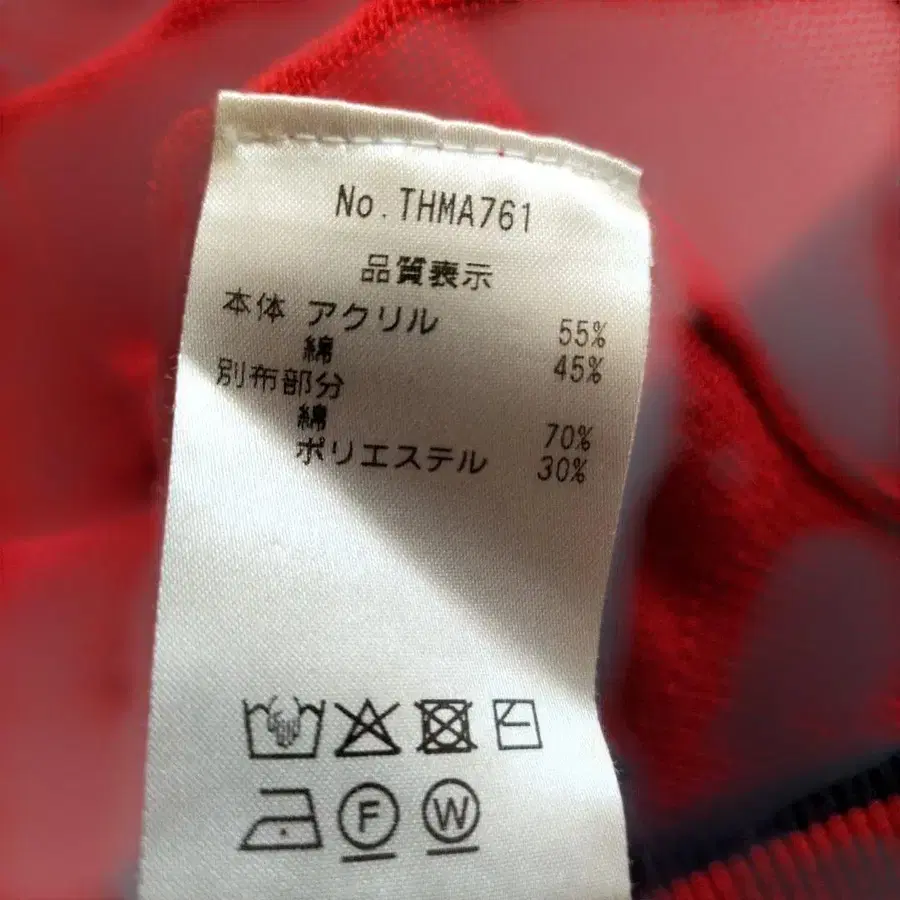 No.THMA761
品質表示
本体 アクリル 55%
綿 45%
別布部分
綿 70%
ポリエステル 30%
F W